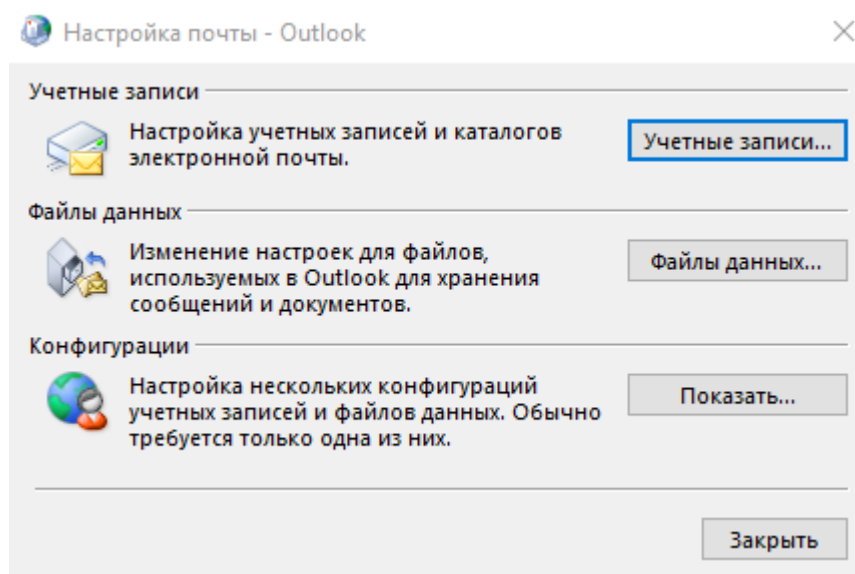 Настройка почты - Outlook
Учетные записи
Настройка учетных записей и каталогов
электронной почты.
Учетные записи...
Файлы данных
Изменение настроек для файлов,
используемых в Outlook для хранения
сообщений и документов.
Файлы данных...
Конфигурации
Настройка нескольких конфигураций
учетных записей и файлов данных. Обычно
требуется только одна из них.
Показать...
Закрыть